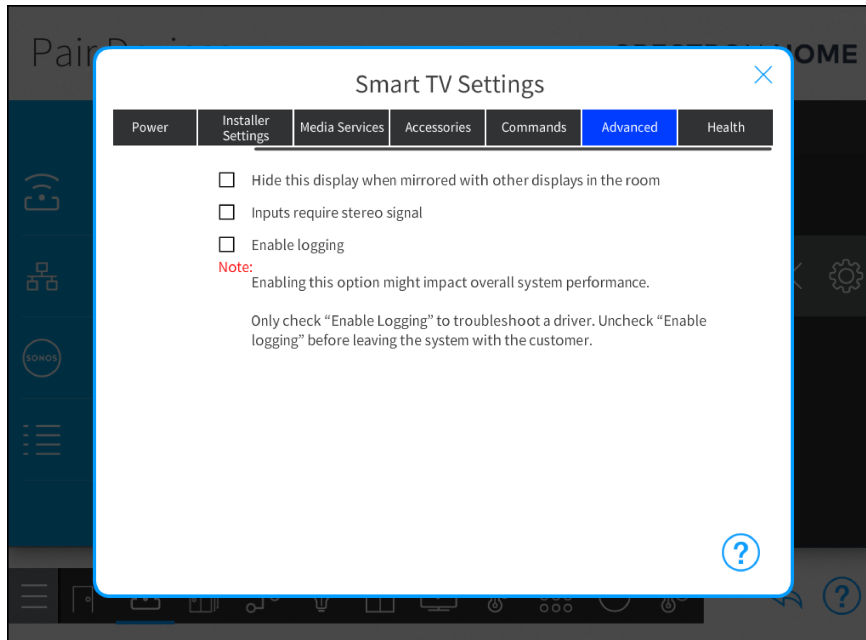 Pair
OME
Smart TV Settings
Power
Installer
Settings
Media Services
Accessories
Commands
Advanced
Health
Hide this display when mirrored with other displays in the room
Inputs require stereo signal
Enable logging
Note:
Enabling this option might impact overall system performance.
Only check “Enable Logging” to troubleshoot a driver. Uncheck “Enable
logging” before leaving the system with the customer.
SONOS
?
?